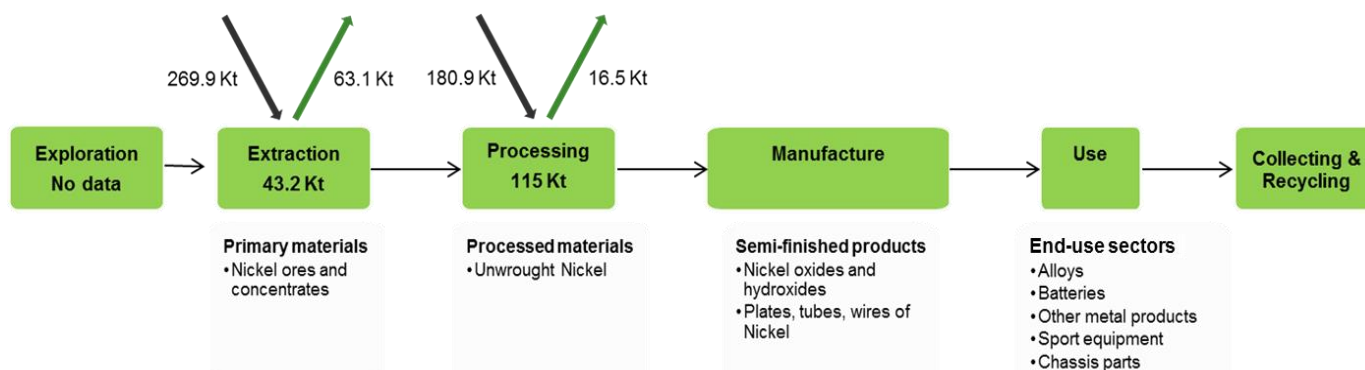 269.9 Kt
63.1 Kt
180.9 Kt
16.5 Kt
Exploration
No data
Extraction
43.2 Kt
Processing
115 Kt
Manufacture
Use
Collecting &
Recycling
Primary materials
•Nickel ores and
concentrates
Processed materials
•Unwrought Nickel
Semi-finished products
•Nickel oxides and
hydroxides
•Plates, tubes, wires of
Nickel
End-use sectors
•Alloys
•Batteries
•Other metal products
•Sport equipment
•Chassis parts